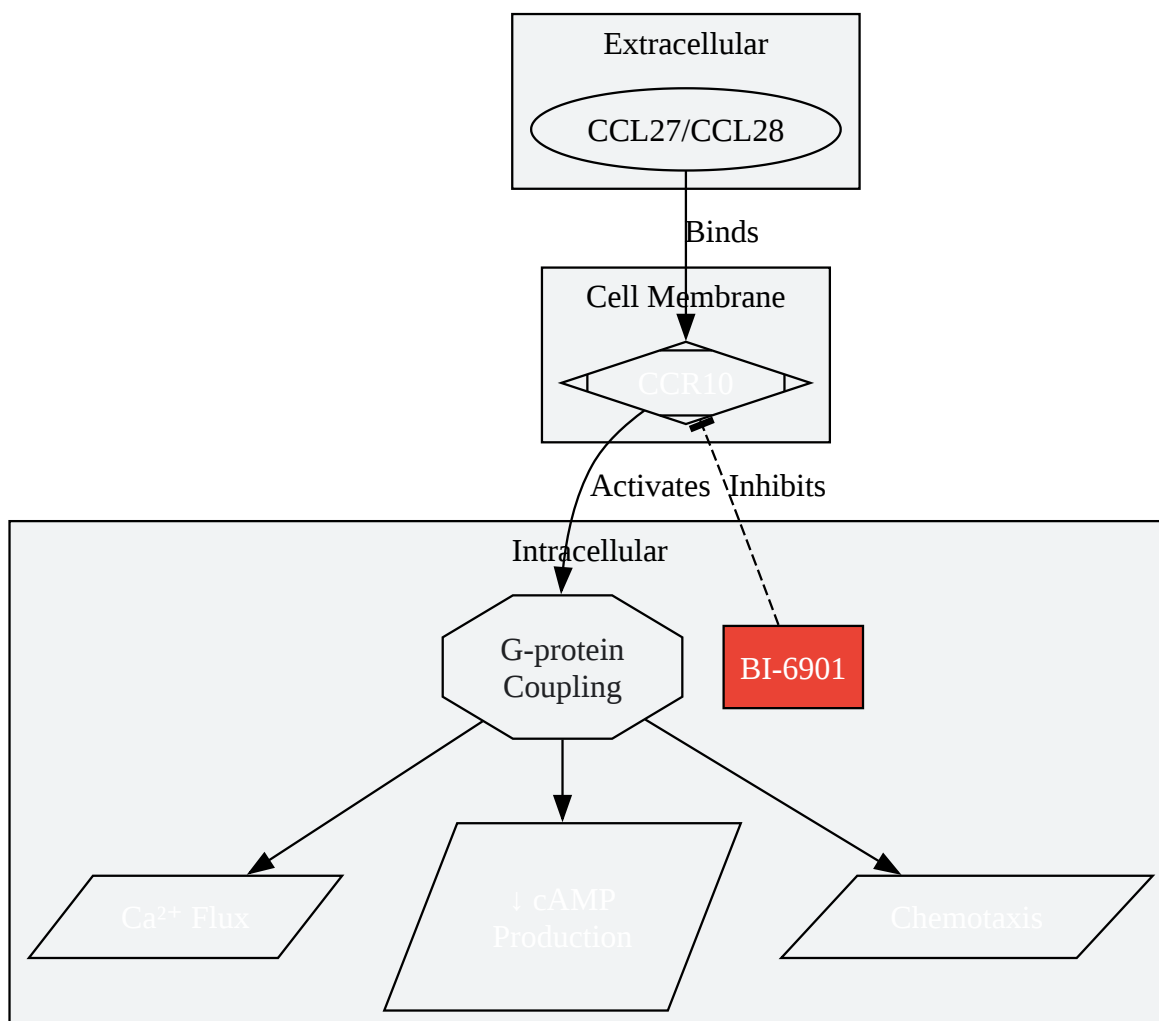 Extracellular
CCL27/CCL28
Binds
Cell Membrane
CCR10
Activates
Inhibits
Intracellular
G-protein
Coupling
BI-6901
Ca²⁺ Flux
↓ cAMP
Production
Chemotaxis